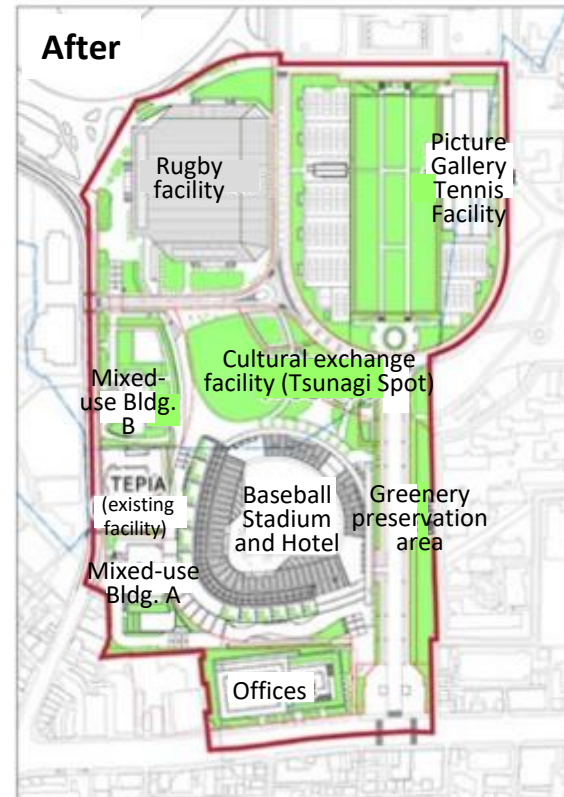 After
Rugby
facility
Picture
Gallery
Tennis
Facility
Cultural exchange
facility (Tsunagi Spot)
Mixed-
use Bldg.
B
TEPIA
(existing
facility)
Mixed-use
Bldg. A
Baseball
Stadium
and Hotel
Greenery
preservation
area
Offices